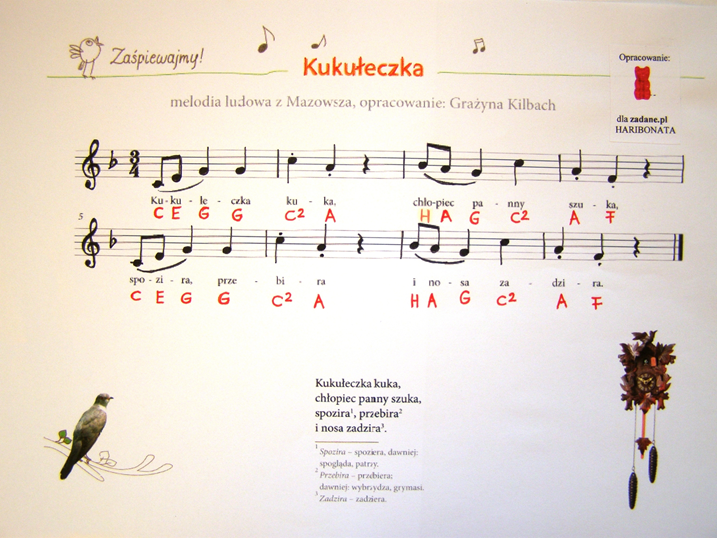 Zaśpiewajmy!
Kukułeczka
Opracowanie:
dla zadane.pl
HARIBONATA
melodia ludowa z Mazowsza, opracowanie: Grażyna Kilbach
3
4
Ku - ku - łe - czka ku - ka, chło-piec pa - nny szu - ka,
C E G G C2 A H A G C2 A F
5
spo - zi - ra, prze - bi - ra i no - sa za - dzi - ra.
C E G G C2 A H A G C2 A F
Kukułeczka kuka,
chłopiec panny szuka,
spozira1, przebira2
i nosa zadzira3.
1 Spozira – spoziera, dawniej:
spogląda, patrzy.
2 Przebira – przebiera;
dawniej: wybrzydza, grymasi.
3 Zadzira – zadziera.